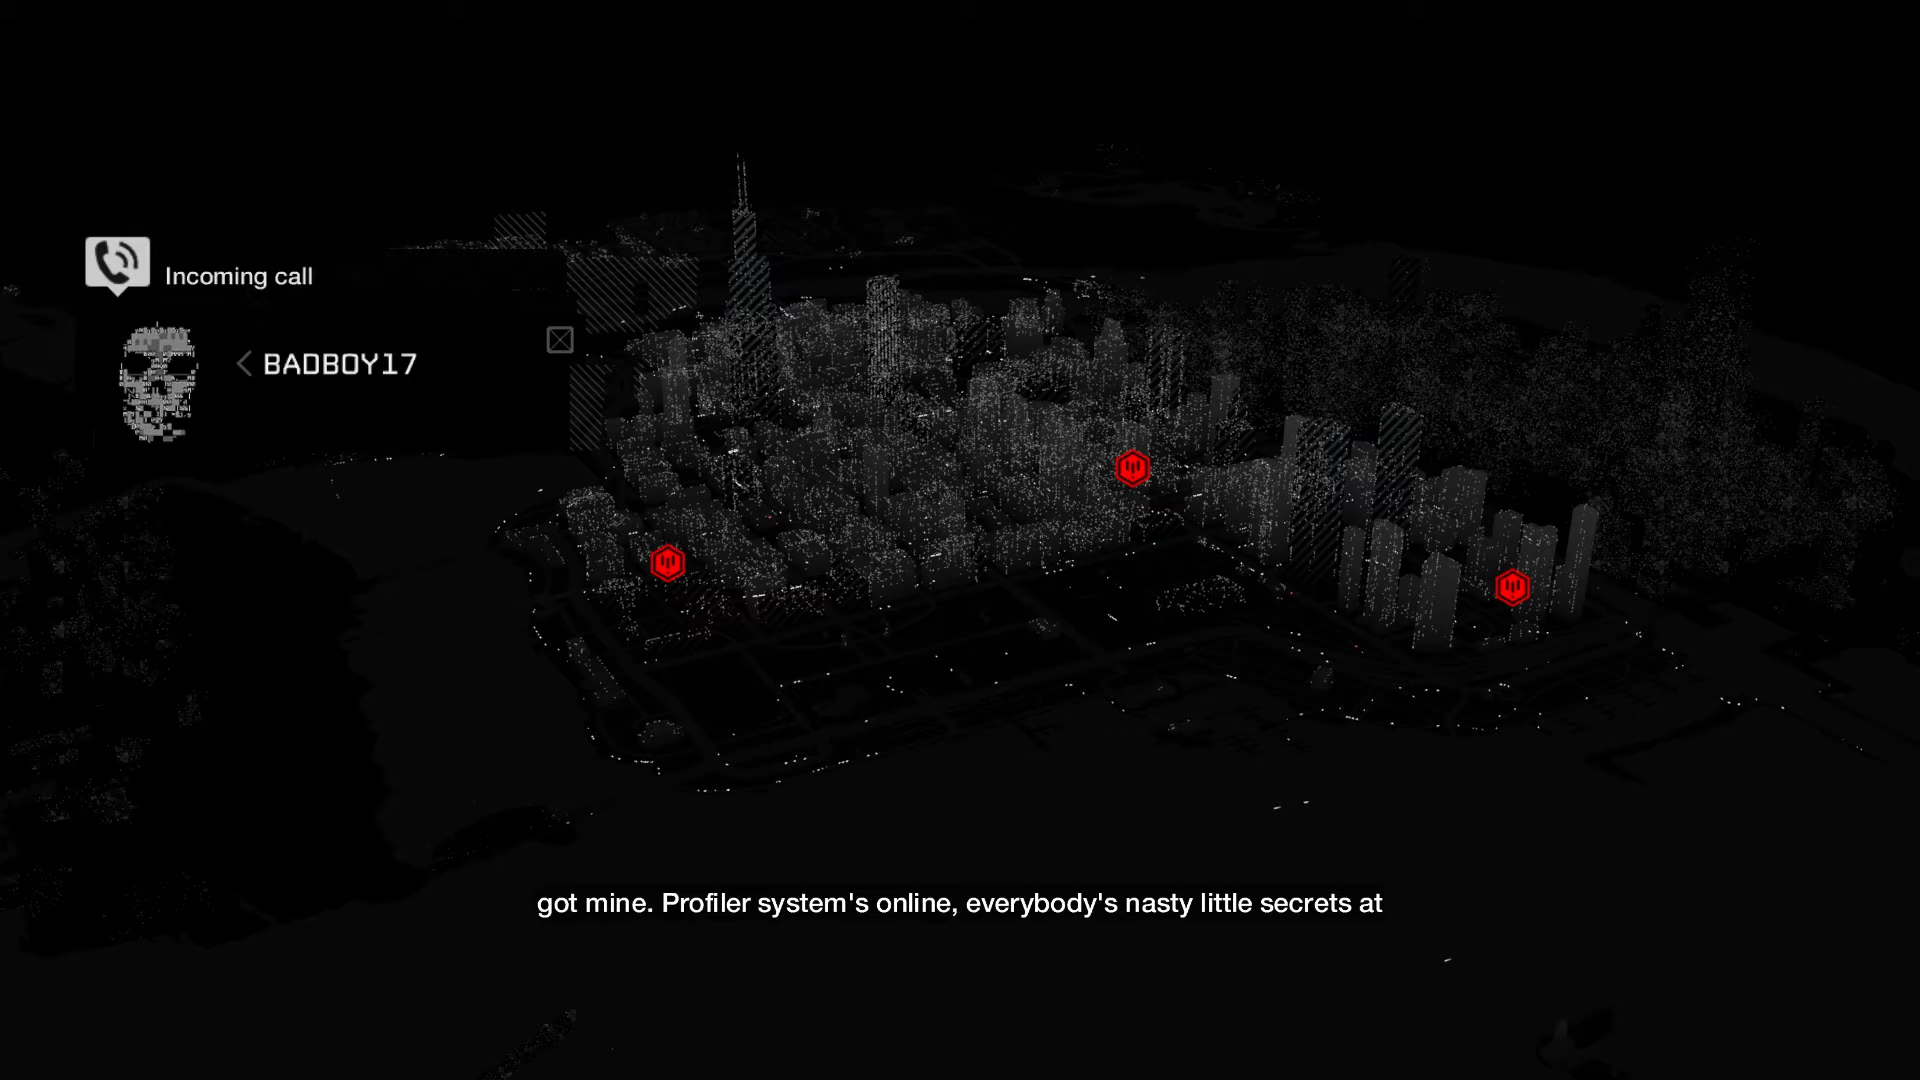 Incoming call
BADBOY17
got mine. Profiler system's online, everybody's nasty little secrets at